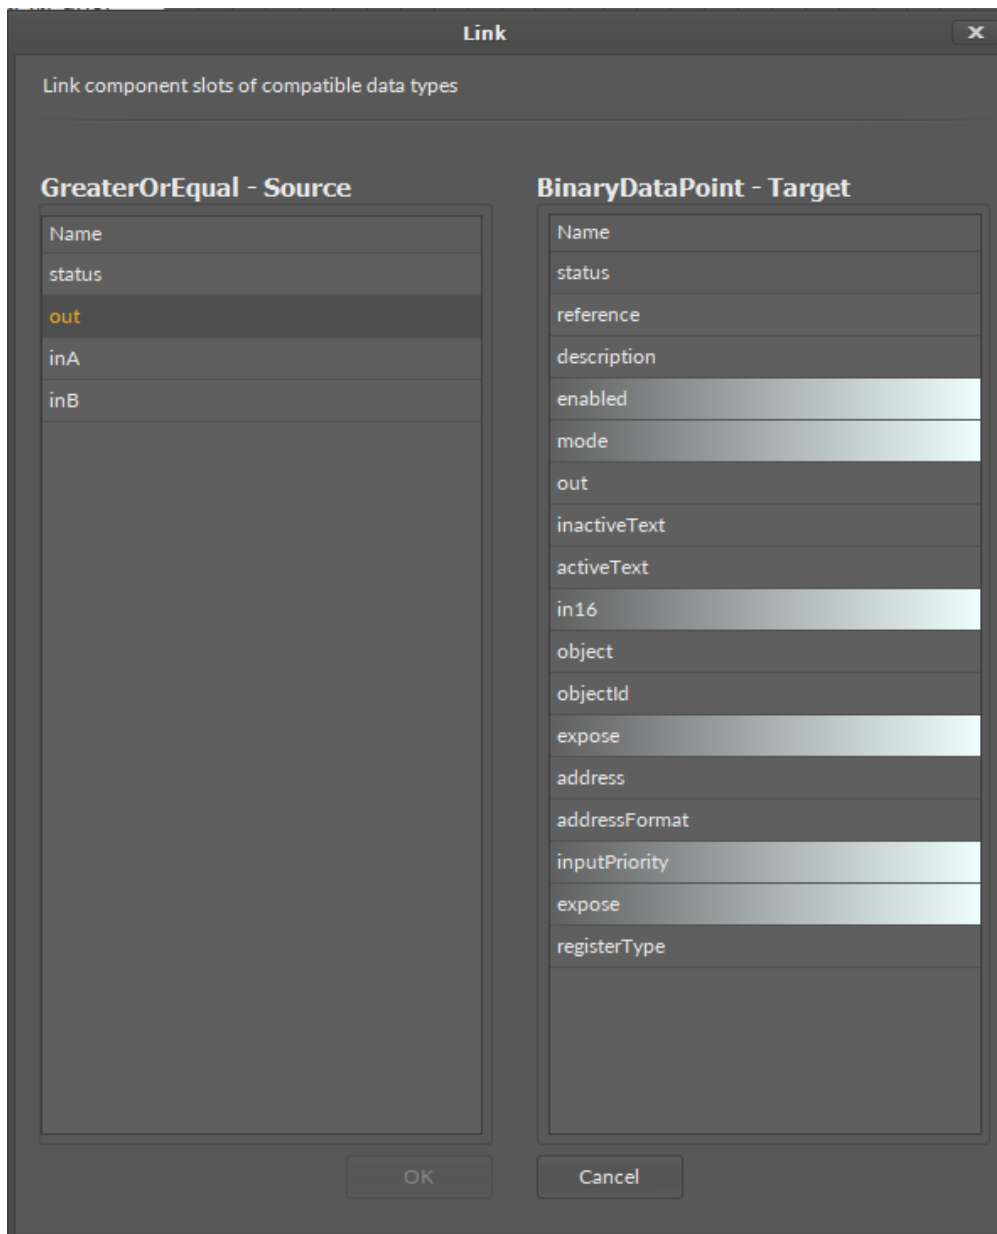 Link
x
Link component slots of compatible data types
GreaterOrEqual - Source
Name
status
out
inA
inB
BinaryDataPoint - Target
Name
status
reference
description
enabled
mode
out
inactiveText
activeText
in16
object
objectId
expose
address
addressFormat
inputPriority
expose
registerType
OK
Cancel